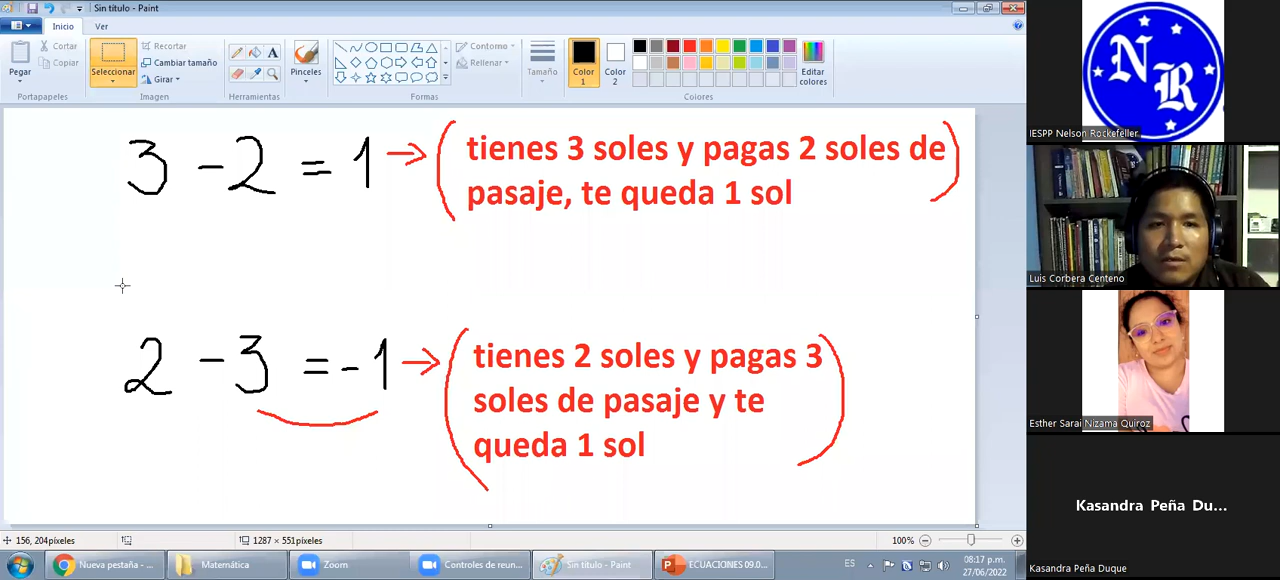 Sin título - Paint
Inicio Ver
Pegar
Cortar
Copiar
Portapapeles
Seleccionar
Recortar
Cambiar tamaño
Girar
Imagen
A
Herramientas
Pinceles
Contorno
Rellenar
Formas
Tamaño
Color 1
Color 2
Editar colores
Colores
3 - 2 = 1 → (tienes 3 soles y pagas 2 soles de
pasaje, te queda 1 sol)
2 - 3 = -1 → (tienes 2 soles y pagas 3
soles de pasaje y te
queda 1 sol)
156, 204píxeles
1287 × 551píxeles
100%
Nueva pestaña - ...
Matemática
Zoom
Controles de reun...
Sin título - Paint
ECUACIONES 09.0...
ES
08:17 p.m.
27/06/2022
NR
IESPP Nelson Rockefeller
Luis Corbera Centeno
Esther Sarai Nizama Quiroz
Kasandra Peña Du...
Kasandra Peña Duque